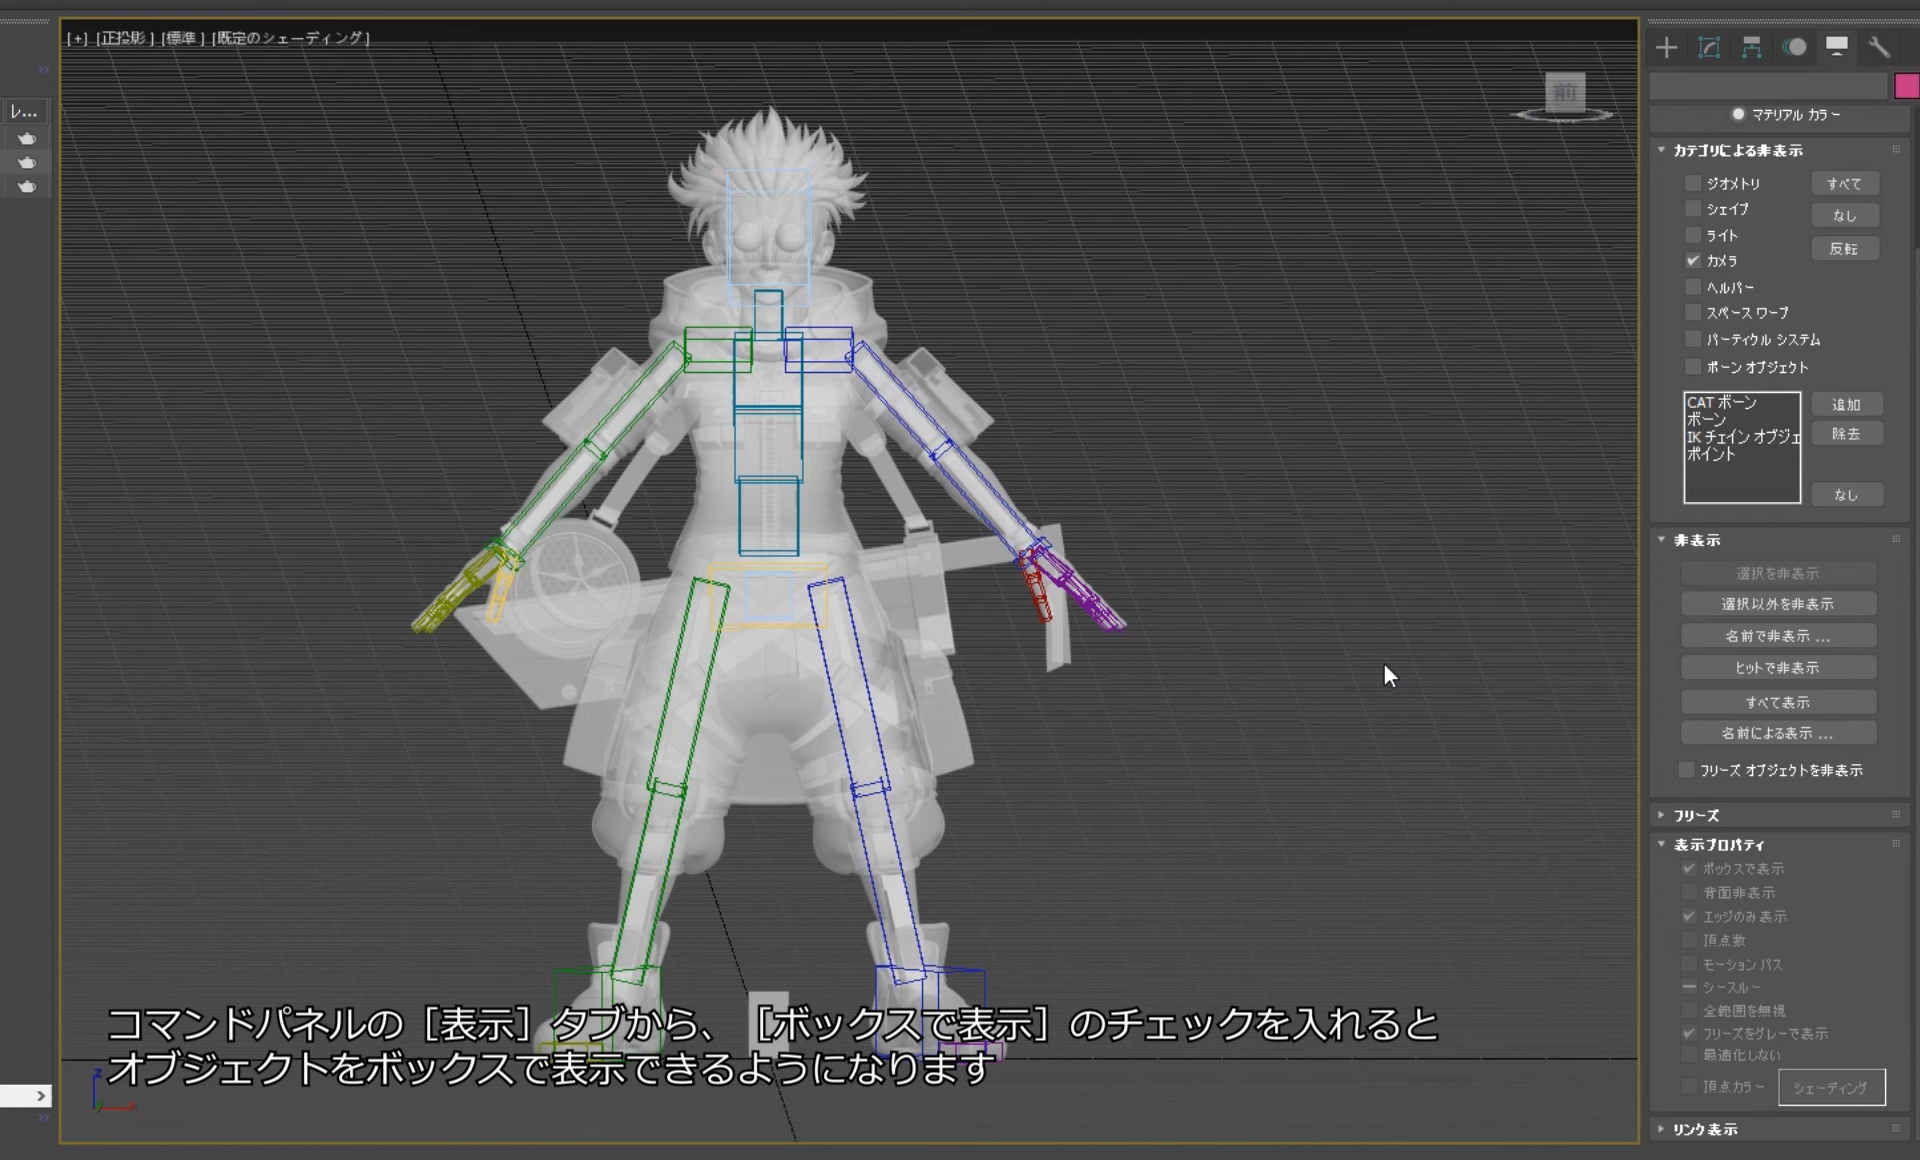 [+] [正投影] [標準] [既定のシェーディング]
レ...
前
マテリアル カラー
カテゴリによる非表示
ジオメトリ
すべて
シェイプ
なし
ライト
反転
カメラ
ヘルパー
スペース ワープ
パーティクル システム
ボーン オブジェクト
CAT ボーン
追加
ボーン
IK チェイン オブジェ
除去
ポイント
なし
非表示
選択を非表示
選択以外を非表示
名前で非表示 ...
ヒットで非表示
すべて表示
名前による表示 ...
フリーズ オブジェクトを非表示
フリーズ
表示プロパティ
ボックスで表示
背面非表示
エッジのみ表示
頂点数
モーション パス
シースルー
全範囲を無視
フリーズをグレーで表示
最適化しない
頂点カラー
シェーディング
リンク表示
コマンドパネルの［表示］タブから、［ボックスで表示］のチェックを入れると
オブジェクトをボックスで表示できるようになります
z
y
x